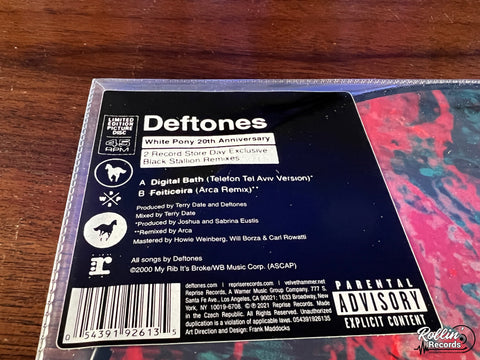 LIMITED
EDITION
PICTURE
DISC
45
RPM
Deftones
White Pony 20th Anniversary
2 Record Store Day Exclusive
Black Stallion Remixes
A Digital Bath (Telefon Tel Aviv Version)*
B Feiticeira (Arca Remix)**
Produced by Terry Date and Deftones
Mixed by Terry Date
*Produced by Joshua and Sabrina Eustis
**Remixed by Arca
Mastered by Howie Weinberg, Will Borza & Carl Rowatti
All songs by Deftones
©2000 My Rib It's Broke/WB Music Corp. (ASCAP)
deftones.com | repriserecords.com | velvethammer.net
Reprise Records, A Warner Music Group Company. 777 S.
Santa Fe Ave., Los Angeles, CA 90021; 1633 Broadway, New
York, NY 10019-6708. © ℗ 2021 Reprise Records. Made in
the Czech Republic. All Rights Reserved. Unauthorized
duplication is a violation of applicable laws. 054391926135
Art Direction and Design: Frank Maddocks
0 54391 92613 5
PARENTAL
ADVISORY
EXPLICIT CONTENT
Rollin'
Records